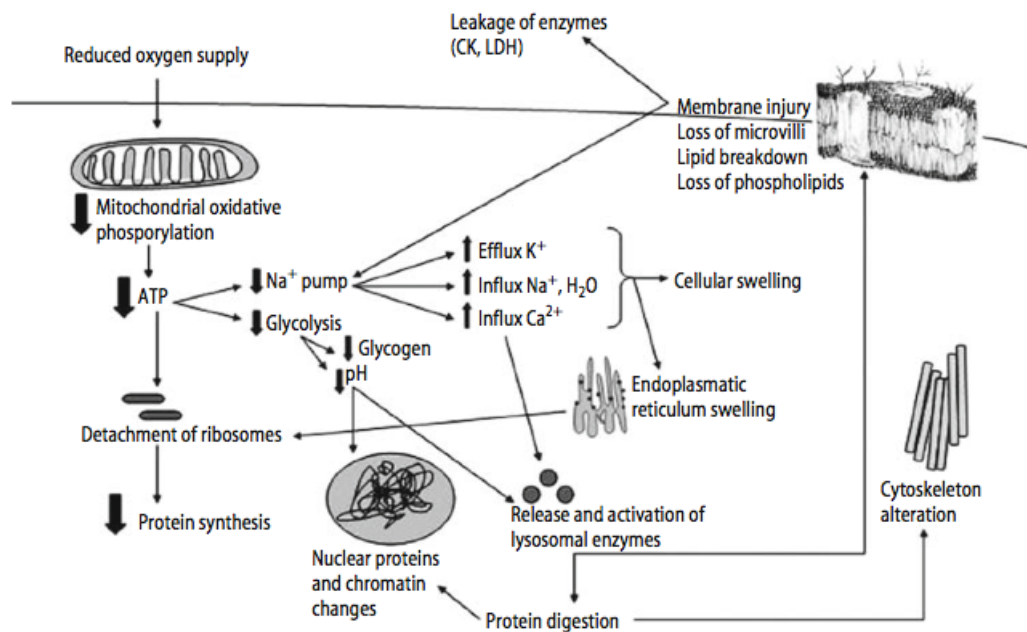 Leakage of enzymes
(CK, LDH)
Reduced oxygen supply
Membrane injury
Loss of microvilli
Lipid breakdown
Loss of phospholipids
Mitochondrial oxidative
phosporylation
ATP
Na⁺ pump
Glycolysis
Glycogen
pH
Efflux K⁺
Influx Na⁺, H₂O
Influx Ca²⁺
Cellular swelling
Endoplasmatic
reticulum swelling
Detachment of ribosomes
Protein synthesis
Nuclear proteins
and chromatin
changes
Release and activation of
lysosomal enzymes
Cytoskeleton
alteration
Protein digestion